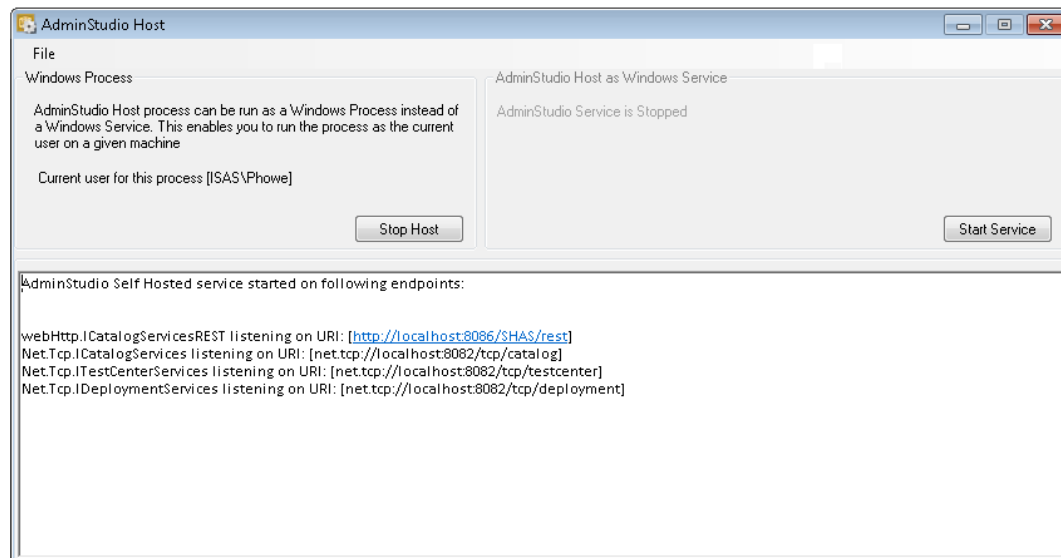 AdminStudio Host
File
Windows Process
AdminStudio Host process can be run as a Windows Process instead of
a Windows Service. This enables you to run the process as the current
user on a given machine
Current user for this process [ISAS\Phowe]
Stop Host
AdminStudio Host as Windows Service
AdminStudio Service is Stopped
Start Service
AdminStudio Self Hosted service started on following endpoints:
webHttp.ICatalogServicesREST listening on URI: [http://localhost:8086/SHAS/rest]
Net.Tcp.ICatalogServices listening on URI: [net.tcp://localhost:8082/tcp/catalog]
Net.Tcp.ITestCenterServices listening on URI: [net.tcp://localhost:8082/tcp/testcenter]
Net.Tcp.IDeploymentServices listening on URI: [net.tcp://localhost:8082/tcp/deployment]